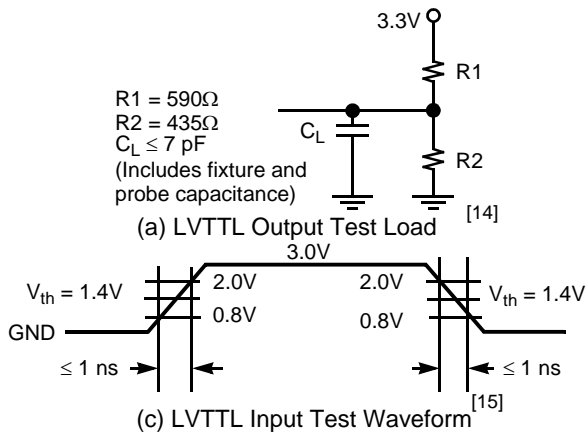 3.3V
R1
R1 = 590Ω
R2 = 435Ω
C_L ≤ 7 pF
(Includes fixture and
probe capacitance)
C_L
R2
(a) LVTTL Output Test Load [14]
3.0V
V_th = 1.4V
2.0V
0.8V
GND
≤ 1 ns
2.0V
0.8V
V_th = 1.4V
≤ 1 ns
(c) LVTTL Input Test Waveform [15]